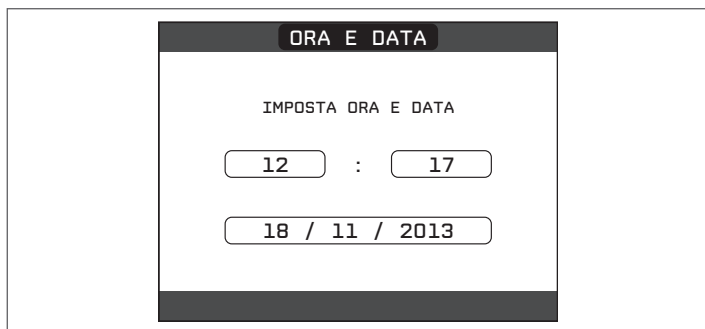 ORA E DATA
IMPOSTA ORA E DATA
12 : 17
18 / 11 / 2013